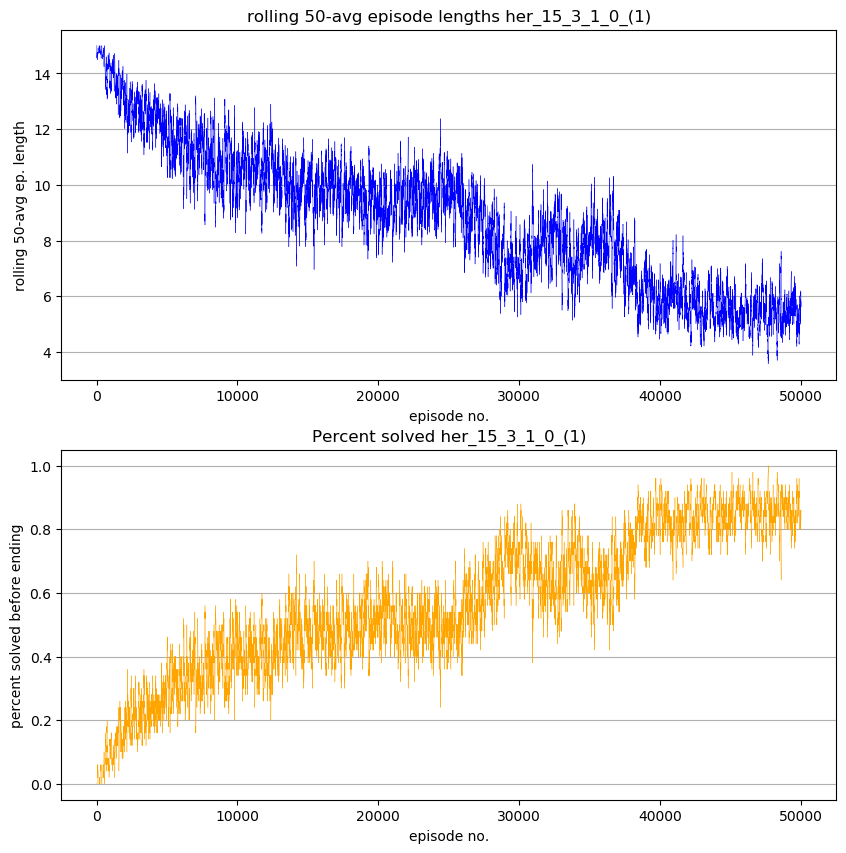 rolling 50-avg episode lengths her_15_3_1_0_(1)
14
12
10
8
6
4
rolling 50-avg ep. length
0 10000 20000 30000 40000 50000
episode no.
Percent solved her_15_3_1_0_(1)
1.0
0.8
0.6
0.4
0.2
0.0
percent solved before ending
0 10000 20000 30000 40000 50000
episode no.